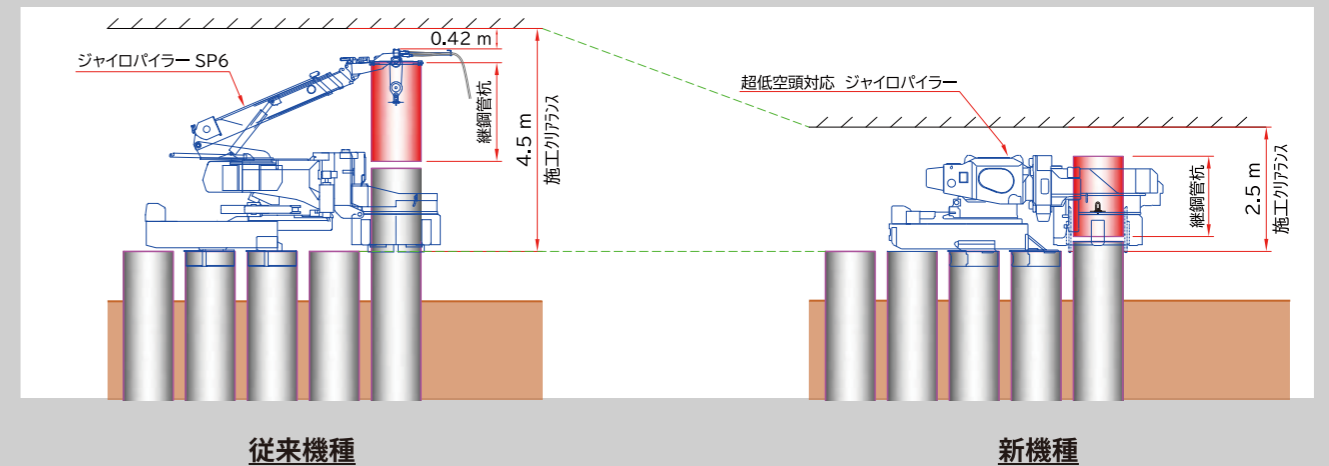 0.42 m
ジャイロパイラー SP6
継鋼管杭
4.5 m
施工クリアランス
超低空頭対応 ジャイロパイラー
継鋼管杭
2.5 m
施工クリアランス
従来機種
新機種